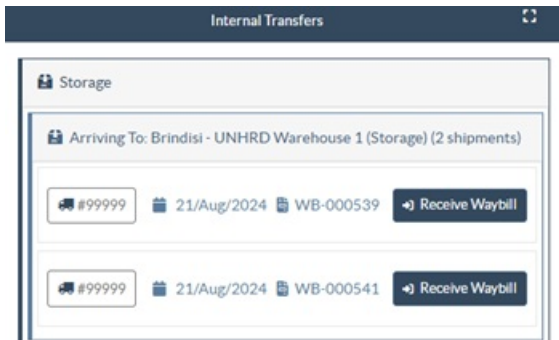 Internal Transfers
Storage
Arriving To: Brindisi - UNHRD Warehouse 1 (Storage) (2 shipments)
#99999 21/Aug/2024 WB-000539 Receive Waybill
#99999 21/Aug/2024 WB-000541 Receive Waybill